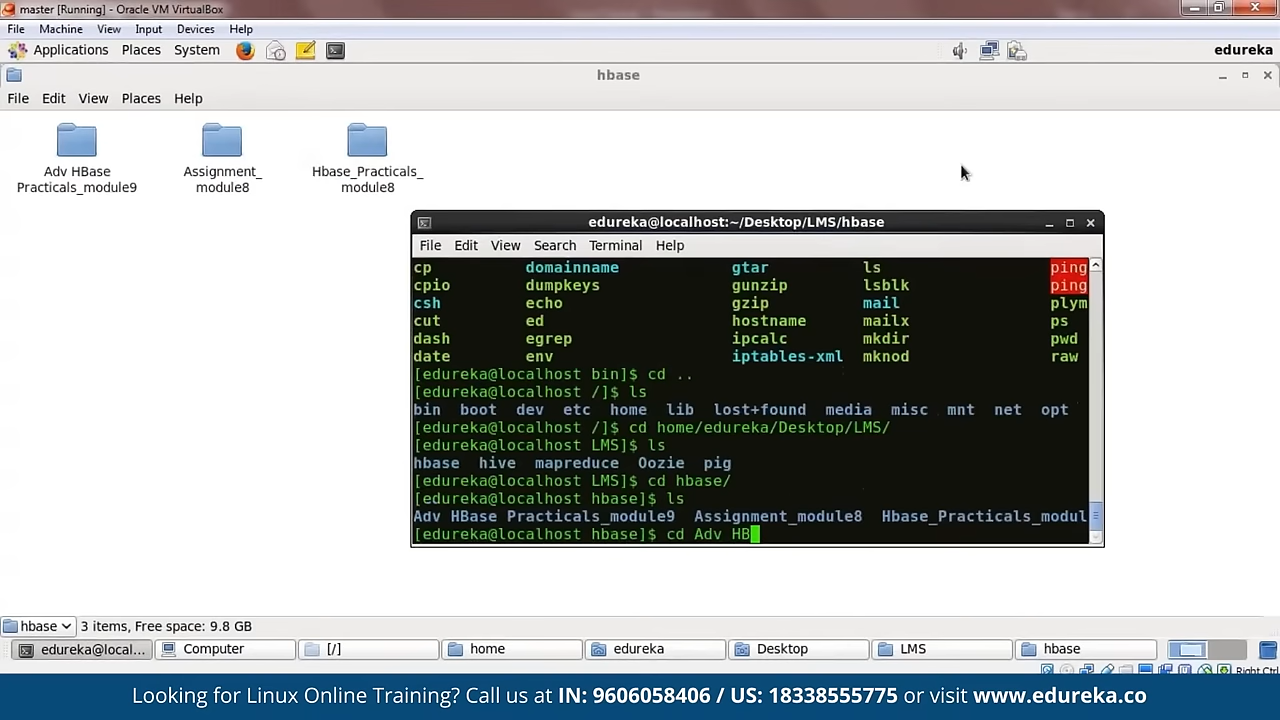 master [Running] - Oracle VM VirtualBox
File Machine View Input Devices Help
Applications Places System edureka
hbase
File Edit View Places Help
Adv HBase
Practicals_module9
Assignment_
module8
Hbase_Practicals_
module8
edureka@localhost:~/Desktop/LMS/hbase
File Edit View Search Terminal Help
cp domainname gtar ls ping
cpio dumpkeys gunzip lsblk ping
csh echo gzip mail plym
cut ed hostname mailx ps
dash egrep ipcalc mkdir pwd
date env iptables-xml mknod raw
[edureka@localhost bin]$ cd ..
[edureka@localhost /]$ ls
bin boot dev etc home lib lost+found media misc mnt net opt
[edureka@localhost /]$ cd home/edureka/Desktop/LMS/
[edureka@localhost LMS]$ ls
hbase hive mapreduce Oozie pig
[edureka@localhost LMS]$ cd hbase/
[edureka@localhost hbase]$ ls
Adv HBase Practicals_module9 Assignment_module8 Hbase_Practicals_modul
[edureka@localhost hbase]$ cd Adv HB
hbase 3 items, Free space: 9.8 GB
edureka@local... Computer [/] home edureka Desktop LMS hbase
Right Ctrl
Looking for Linux Online Training? Call us at IN: 9606058406 / US: 18338555775 or visit www.edureka.co